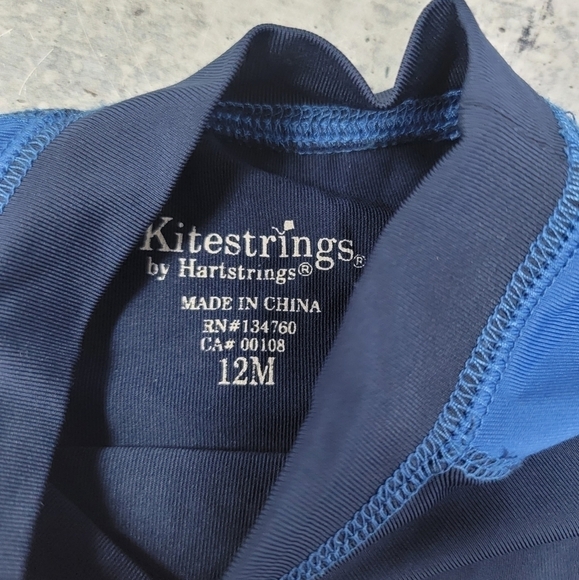 Kitestrings®
by Hartstrings®
MADE IN CHINA
RN#134760
CA# 00108
12M